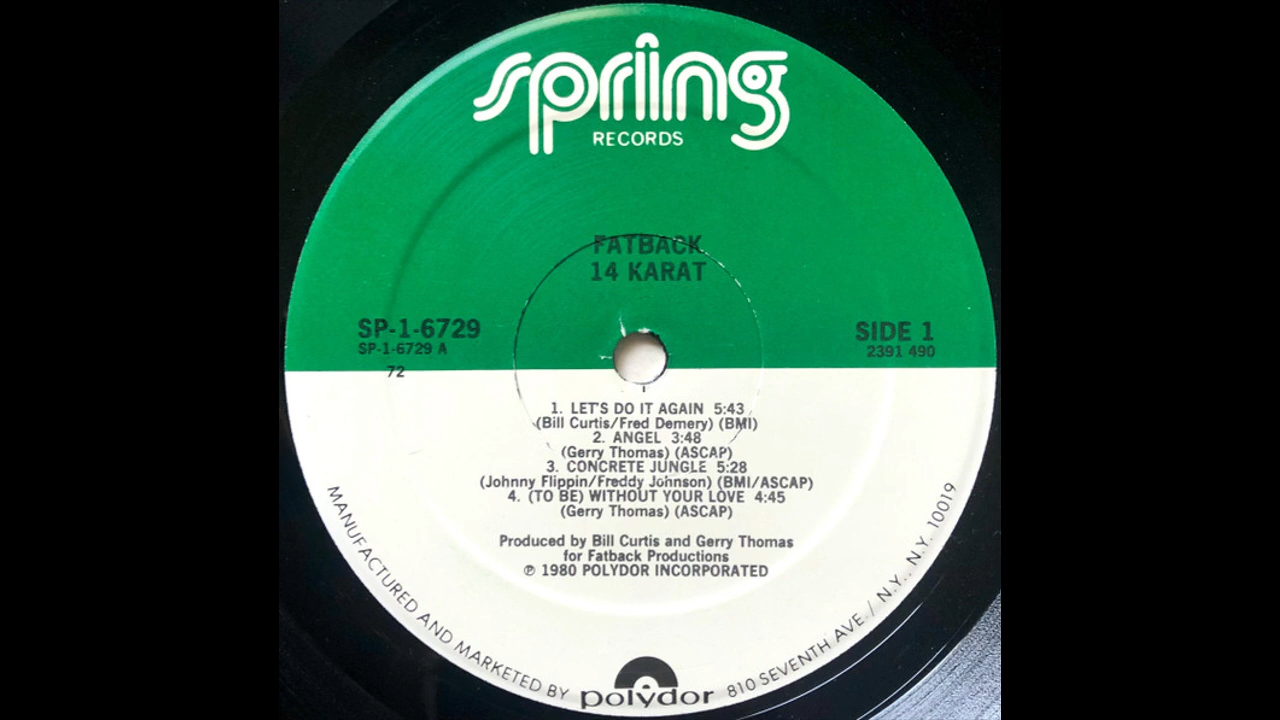 spring
RECORDS
FATBACK
14 KARAT
SP-1-6729
SP-1-6729 A
72
SIDE 1
2391 490
1. LET'S DO IT AGAIN 5:43
(Bill Curtis/Fred Demery) (BMI)
2. ANGEL 3:48
(Gerry Thomas) (ASCAP)
3. CONCRETE JUNGLE 5:28
(Johnny Flippin/Freddy Johnson) (BMI/ASCAP)
4. (TO BE) WITHOUT YOUR LOVE 4:45
(Gerry Thomas) (ASCAP)
Produced by Bill Curtis and Gerry Thomas
for Fatback Productions
℗ 1980 POLYDOR INCORPORATED
MANUFACTURED AND MARKETED BY polydor 810 SEVENTH AVE / N.Y., N.Y. 10019